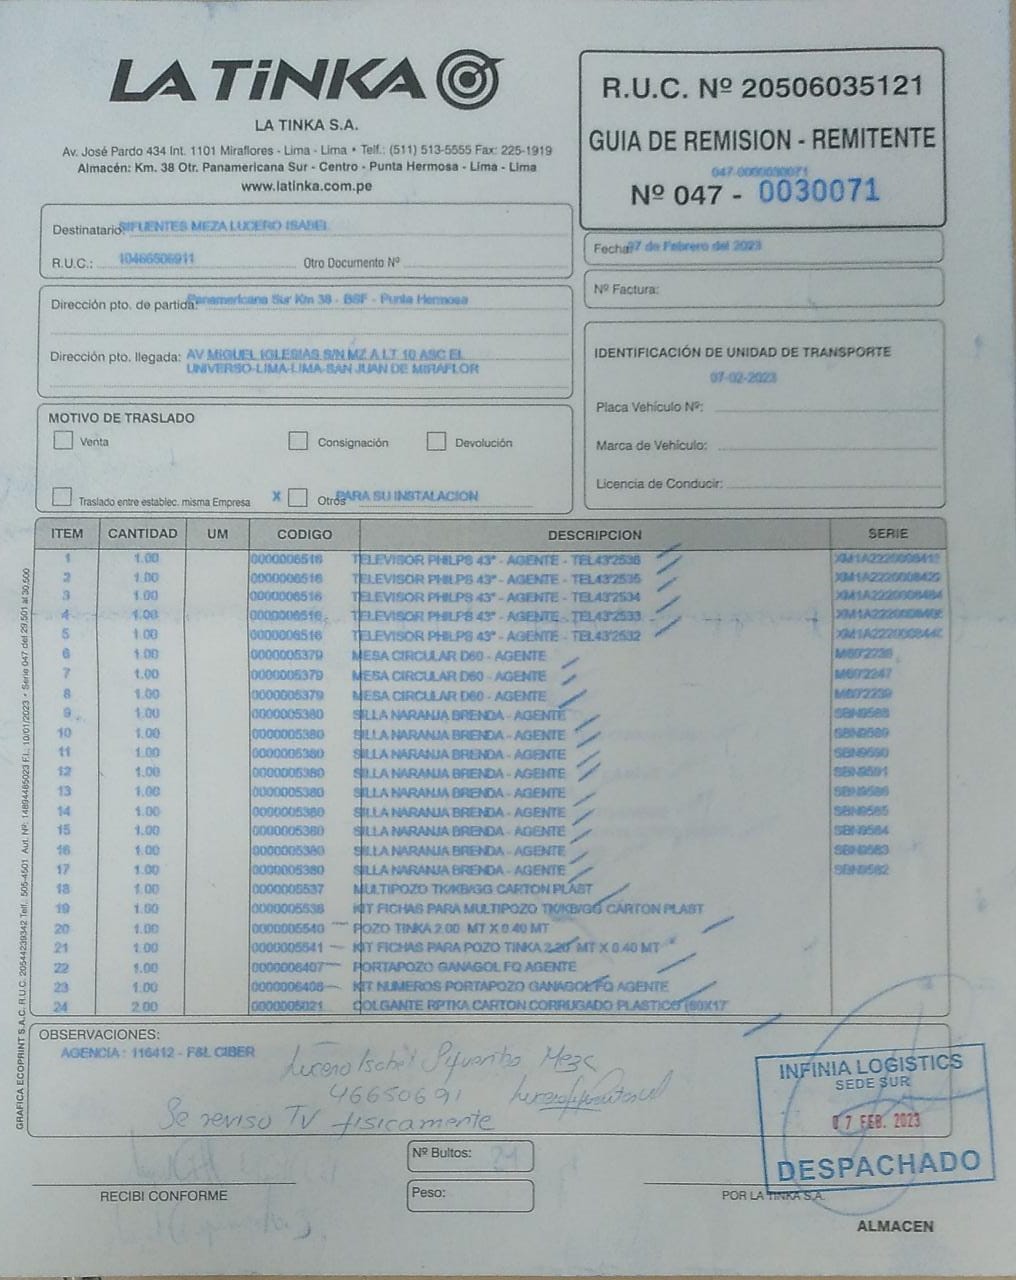 LA TiNKA
LA TINKA S.A.
Av. José Pardo 434 Int. 1101 Miraflores - Lima - Lima • Telf.: (511) 513-5555 Fax: 225-1919
Almacén: Km. 38 Otr. Panamericana Sur - Centro - Punta Hermosa - Lima - Lima
www.latinka.com.pe
R.U.C. Nº 20506035121
GUIA DE REMISION - REMITENTE
047-0000030071
Nº 047 - 0030071
Destinatario: SIFUENTES MEZA LUCERO ISABEL
R.U.C.: 10466506911 Otro Documento Nº
Fecha: 07 de Febrero del 2023
Nº Factura:
Dirección pto. de partida: Panamericana Sur Km 38 - BSF - Punta Hermosa
Dirección pto. llegada: AV MIGUEL IGLESIAS S/N MZ A LT 10 ASC EL
UNIVERSO-LIMA-LIMA-SAN JUAN DE MIRAFLOR
IDENTIFICACIÓN DE UNIDAD DE TRANSPORTE
07-02-2023
Placa Vehículo Nº:
Marca de Vehículo:
Licencia de Conducir:
MOTIVO DE TRASLADO
Venta Consignación Devolución
Traslado entre establec. misma Empresa X Otros PARA SU INSTALACION
ITEM CANTIDAD UM CODIGO DESCRIPCION SERIE
1 1.00 0000006516 TELEVISOR PHILPS 43" - AGENTE - TEL43'2536
2 1.00 0000006516 TELEVISOR PHILPS 43" - AGENTE - TEL43'2535
3 1.00 0000006516 TELEVISOR PHILPS 43" - AGENTE - TEL43'2534
4 1.00 0000006516 TELEVISOR PHILPS 43" - AGENTE - TEL43'2533
5 1.00 0000006516 TELEVISOR PHILPS 43" - AGENTE - TEL43'2532
6 1.00 0000005379 MESA CIRCULAR D60 - AGENTE
7 1.00 0000005379 MESA CIRCULAR D60 - AGENTE
8 1.00 0000005379 MESA CIRCULAR D60 - AGENTE
9 1.00 0000005380 SILLA NARANJA BRENDA - AGENTE SBN9588
10 1.00 0000005380 SILLA NARANJA BRENDA - AGENTE SBN9589
11 1.00 0000005380 SILLA NARANJA BRENDA - AGENTE SBN9590
12 1.00 0000005380 SILLA NARANJA BRENDA - AGENTE SBN9591
13 1.00 0000005380 SILLA NARANJA BRENDA - AGENTE SBN9586
14 1.00 0000005380 SILLA NARANJA BRENDA - AGENTE SBN9585
15 1.00 0000005380 SILLA NARANJA BRENDA - AGENTE SBN9584
16 1.00 0000005380 SILLA NARANJA BRENDA - AGENTE SBN9583
17 1.00 0000005380 SILLA NARANJA BRENDA - AGENTE SBN9582
18 1.00 0000005537 MULTIPOZO TK/KB/GG CARTON PLAST
19 1.00 0000005538 KIT FICHAS PARA MULTIPOZO TK/KB/GG CARTON PLAST
20 1.00 0000005540 POZO TINKA 2.00 MT X 0.40 MT
21 1.00 0000005541 KIT FICHAS PARA POZO TINKA 2.20 MT X 0.40 MT
22 1.00 0000006407 PORTAPOZO GANAGOL FQ AGENTE
23 1.00 0000006408 KIT NUMEROS PORTAPOZO GANAGOL FQ AGENTE
24 2.00 0000005021 COLGANTE RPTKA CARTON CORRUGADO PLASTICO (60X17
GRAFICA ECOPRINT S.A.C. R.U.C. 20544239342 Telf.: 505-4501 Aut. Nº: 14894485023 F.I.: 10/01/2023 • Serie 047 del 29,501 al 30,500
OBSERVACIONES:
AGENCIA : 116412 - F&L CIBER
Lucero Isabel Sifuentes Meza
46650691
Se reviso TV fisicamente
INFINIA LOGISTICS
SEDE SUR
07 FEB. 2023
DESPACHADO
Nº Bultos: 24
Peso:
RECIBI CONFORME
POR LA TINKA S.A.
ALMACEN